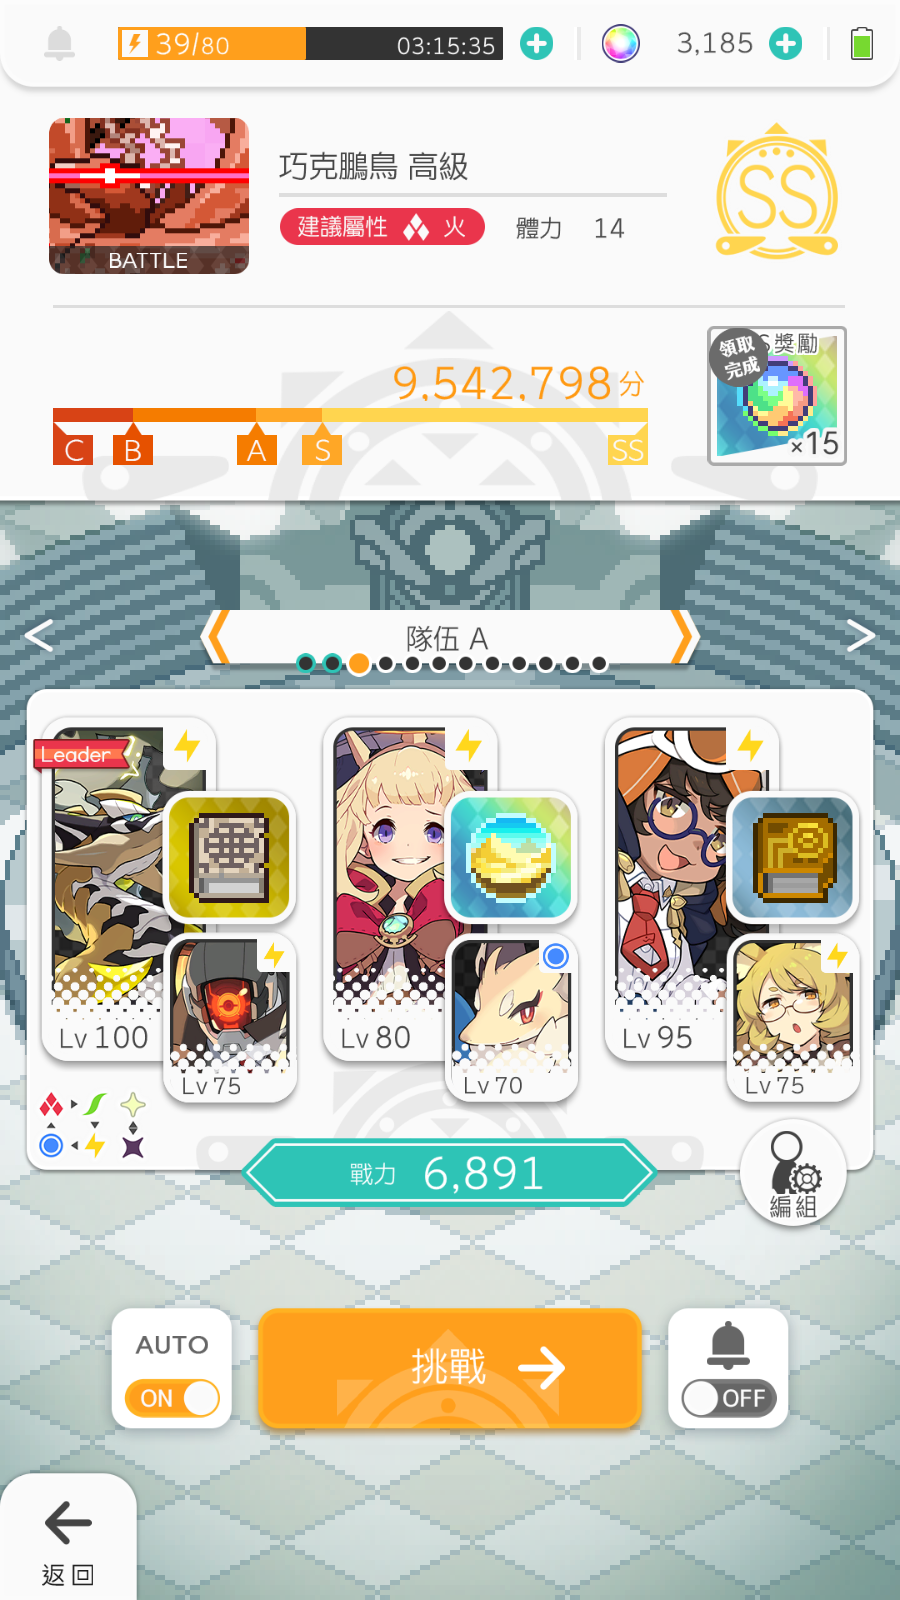 39/80
03:15:35
3,185
巧克鵬鳥 高級
建議屬性 火
體力 14
SS
BATTLE
9,542,798分
C
B
A
S
SS
領取
完成
S獎勵
×15
隊伍 A
Leader
Lv 100
Lv 75
Lv 80
Lv 70
Lv 95
Lv 75
戰力 6,891
編組
AUTO
ON
挑戰
OFF
返回